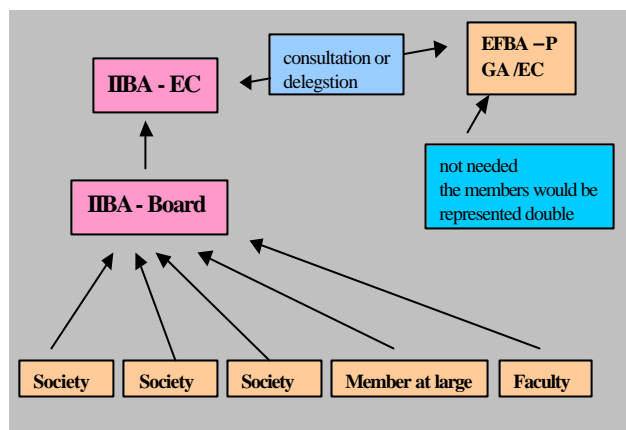 consultation or
delegstion
EFBA – P
GA /EC
IIBA - EC
not needed
the members would be
represented double
IIBA - Board
Society
Society
Society
Member at large
Faculty